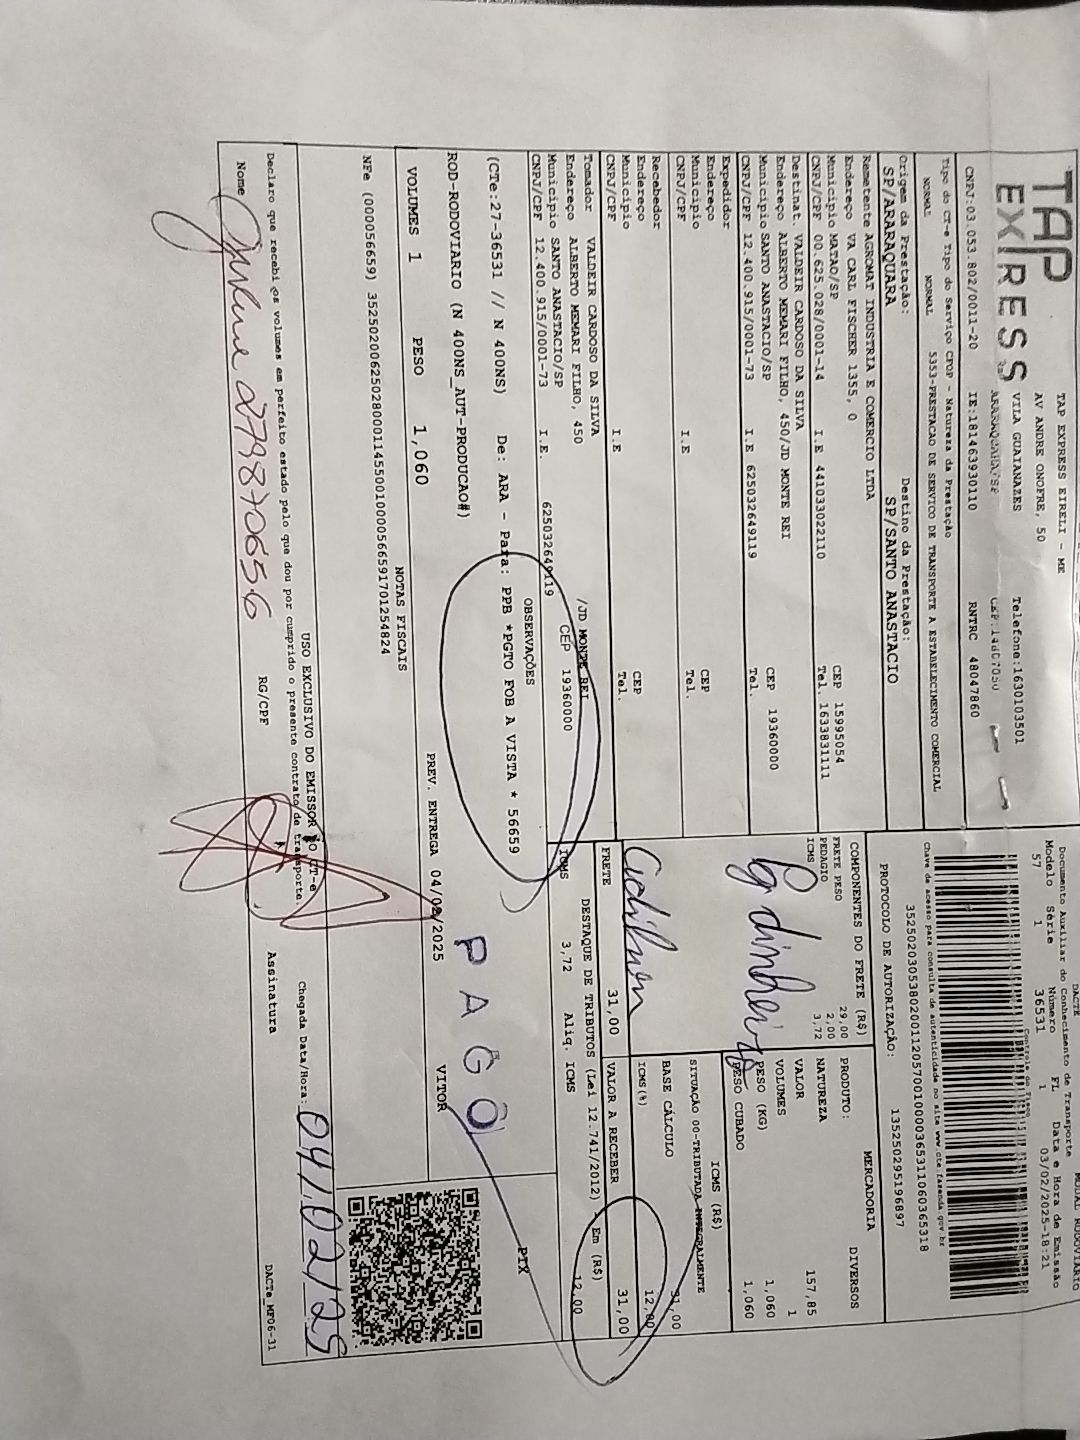 TAP
EXPRESS
TAP EXPRESS EIRELI - ME
AV ANDRE ONOFRE, 50
VILA GUAIANAZES Telefone:1630103501
ARARAQUARA/SP
CNPJ:03.053.802/0011-20 IE:181463930110 RNTRC 48047860
Tipo do CT-e Tipo do Serviço CFOP - Natureza da Prestação
NORMAL NORMAL 5353-PRESTACAO DE SERVICO DE TRANSPORTE A ESTABELECIMENTO COMERCIAL
Origem da Prestação: Destino da Prestação:
SP/ARARAQUARA SP/SANTO ANASTACIO
DACTE MODAL RODOVIARIO
Documento Auxiliar do Conhecimento de Transporte
Modelo Série Número FL Data e Hora de Emissão
57 1 36531 1 03/02/2025-18:21
Controle do Fisco
Chave de acesso para consulta de autenticidade no site www.cte.fazenda.gov.br
35250203053802001120570010000365311060365318
PROTOCOLO DE AUTORIZAÇÃO: 135250295196897
Remetente AGROMAT INDUSTRIA E COMERCIO LTDA
Endereço VA CARL FISCHER 1355, 0
Município MATAO/SP CEP 15995054
CNPJ/CPF 00.625.028/0001-14 I.E 441033022110 Tel. 1633831111
Destinat. VALDEIR CARDOSO DA SILVA
Endereço ALBERTO MEMARI FILHO, 450/JD MONTE REI
Município SANTO ANASTACIO/SP CEP 19360000
CNPJ/CPF 12.400.915/0001-73 I.E 625032649119 Tel.
Expedidor
Endereço
Município CEP
CNPJ/CPF I.E Tel.
Recebedor
Endereço
Município CEP
CNPJ/CPF I.E Tel.
Tomador VALDEIR CARDOSO DA SILVA
Endereço ALBERTO MEMARI FILHO, 450 /JD MONTE REI
Município SANTO ANASTACIO/SP CEP 19360000
CNPJ/CPF 12.400.915/0001-73 I.E. 625032649119
COMPONENTES DO FRETE (R$)
FRETE PESO 29,00
PEDAGIO 2,00
ICMS 3,72
Pg dinheiro
MERCADORIA
PRODUTO: DIVERSOS
NATUREZA
VALOR 157,85
VOLUMES 1
PESO (KG) 1,060
PESO CUBADO 1,060
ICMS (R$)
SITUAÇÃO 00-TRIBUTADA INTEGRALMENTE
BASE CÁLCULO 31,00
ICMS(%) 12,00
FRETE 31,00 VALOR A RECEBER 31,00
DESTAQUE DE TRIBUTOS (Lei 12.741/2012) Em (R$)
ICMS 3,72 Aliq. ICMS 12,00
OBSERVAÇÕES
(CTe:27-36531 // N 400NS) De: ARA - Para: PPB *PGTO FOB A VISTA * 56659
PIX
ROD-RODOVIARIO (N 400NS_AUT-PRODUCAO#)
PAGO
VOLUMES 1 PESO 1,060 PREV. ENTREGA 04/02/2025 VITOR
NOTAS FISCAIS
NFe (000056659) 35250200625028000114550010000566591701254824
USO EXCLUSIVO DO EMISSOR DO CT-e
Declaro que recebi os volumes em perfeito estado pelo que dou por cumprido o presente contrato de transporte.
Chegada Data/Hora: 04/02/25
Nome 279870656 RG/CPF Assinatura
DACTe_MF06-31